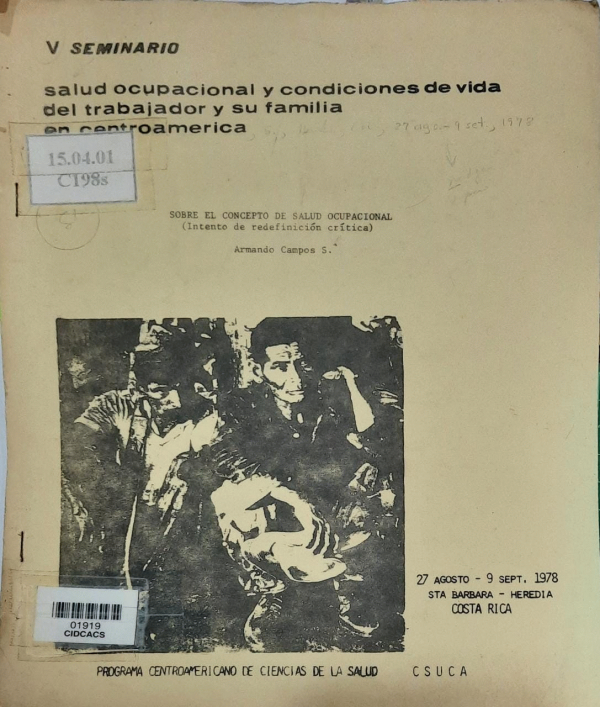 V SEMINARIO
salud ocupacional y condiciones de vida
del trabajador y su familia
en centroamerica
27 ago - 9 set, 1978
15.04.01
C198s
SOBRE EL CONCEPTO DE SALUD OCUPACIONAL
(Intento de redefinición crítica)
Armando Campos S.
27 AGOSTO - 9 SEPT. 1978
STA BARBARA - HEREDIA
COSTA RICA
01919
CIDCACS
PROGRAMA CENTROAMERICANO DE CIENCIAS DE LA SALUD CSUCA